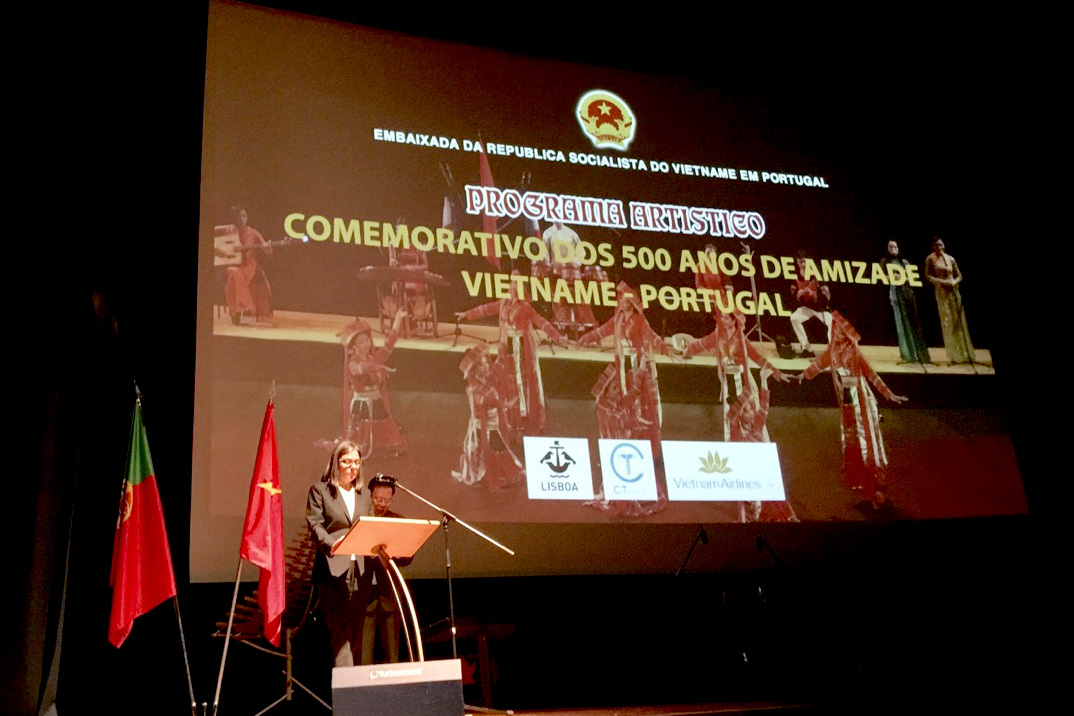 EMBAIXADA DA REPUBLICA SOCIALISTA DO VIETNAME EM PORTUGAL
PROGRAMA ARTISTICO
COMEMORATIVO DOS 500 ANOS DE AMIZADE
VIETNAME - PORTUGAL
LISBOA
CT
Vietnam Airlines